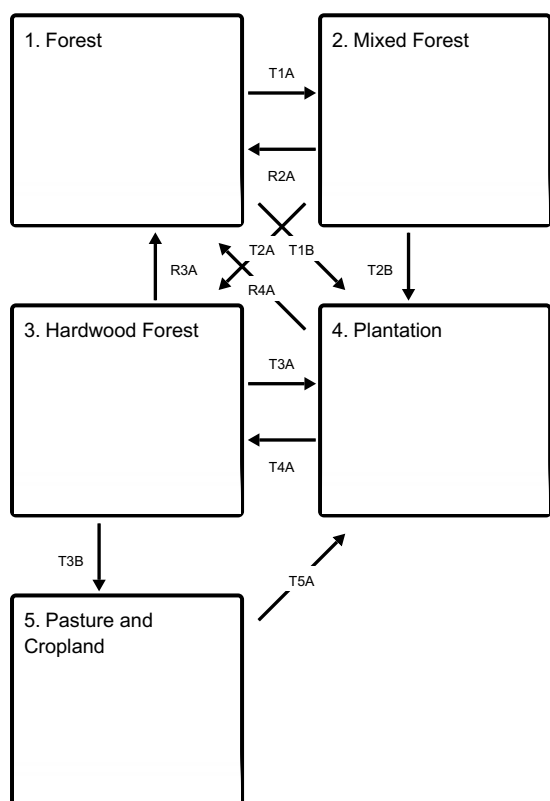 1. Forest
2. Mixed Forest
T1A
R2A
T2A
T1B
R3A
R4A
T2B
3. Hardwood Forest
4. Plantation
T3A
T4A
T3B
T5A
5. Pasture and
Cropland